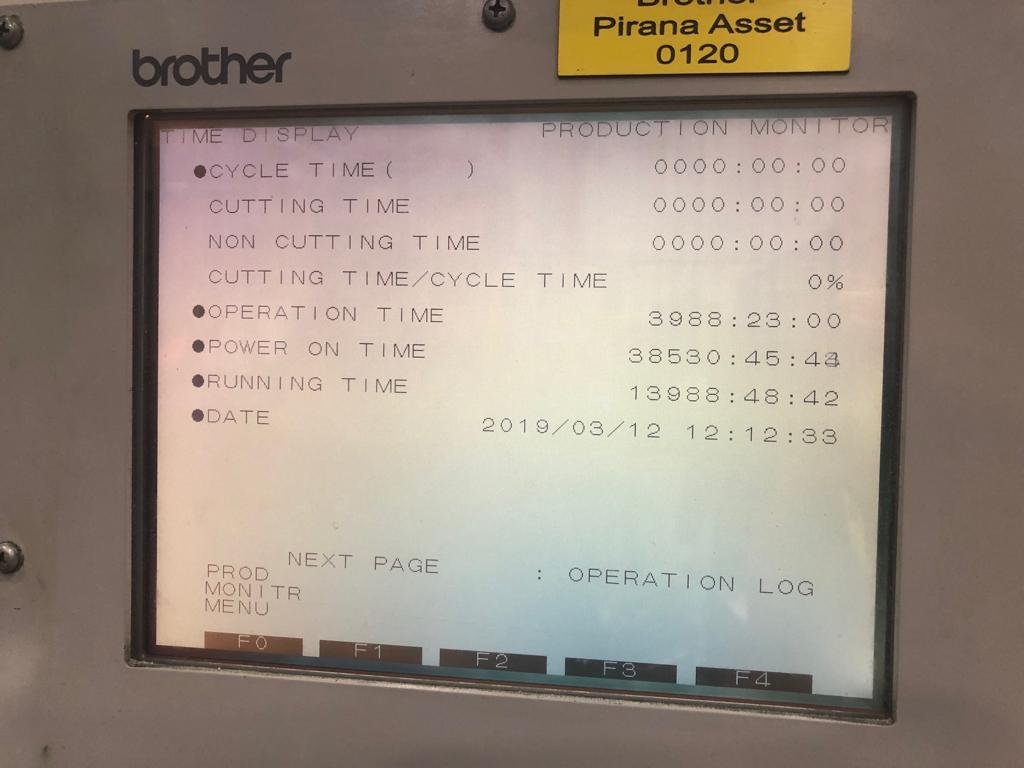 Brother
Pirana Asset
0120
brother
TIME DISPLAY PRODUCTION MONITOR
●CYCLE TIME( ) 0000:00:00
CUTTING TIME 0000:00:00
NON CUTTING TIME 0000:00:00
CUTTING TIME/CYCLE TIME 0%
●OPERATION TIME 3988:23:00
●POWER ON TIME 38530:45:
●RUNNING TIME 13988:48:42
●DATE 2019/03/12 12:12:33
NEXT PAGE : OPERATION LOG
PROD
MONITR
MENU
F0 F1 F2 F3 F4